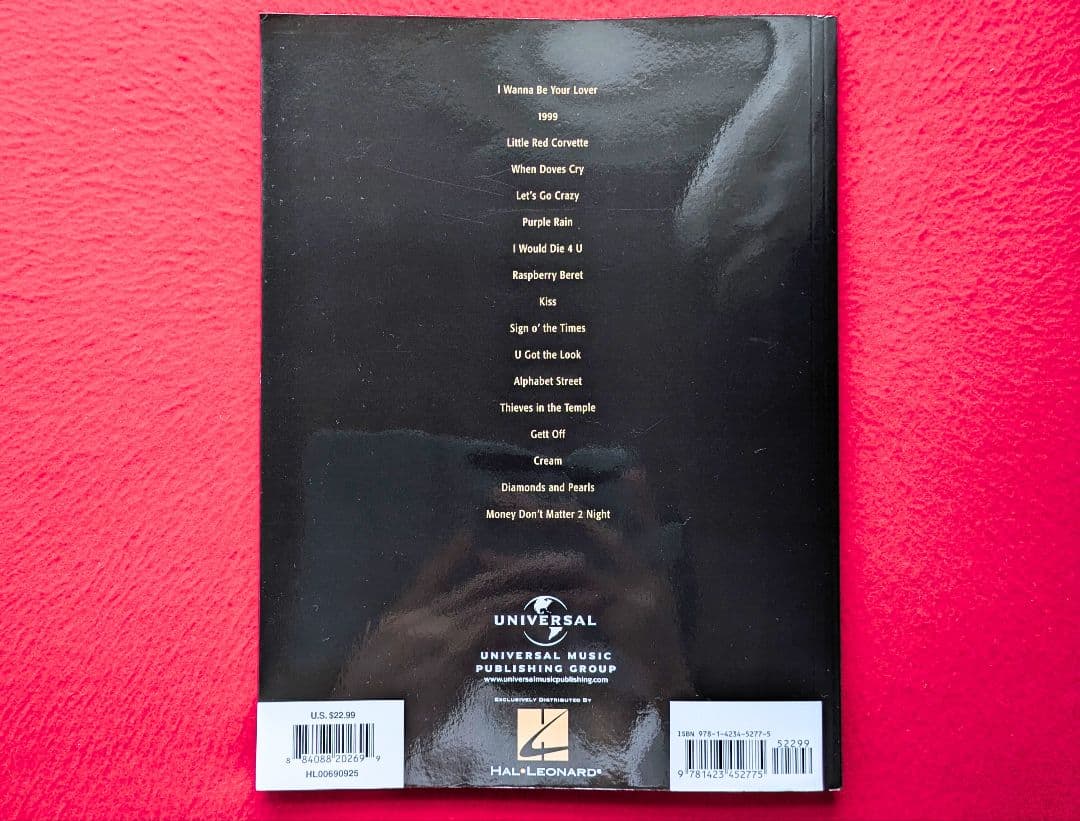 I Wanna Be Your Lover
1999
Little Red Corvette
When Doves Cry
Let's Go Crazy
Purple Rain
I Would Die 4 U
Raspberry Beret
Kiss
Sign o' the Times
U Got the Look
Alphabet Street
Thieves in the Temple
Gett Off
Cream
Diamonds and Pearls
Money Don't Matter 2 Night
UNIVERSAL
UNIVERSAL MUSIC
PUBLISHING GROUP
www.universalmusicpublishing.com
EXCLUSIVELY DISTRIBUTED BY
HAL•LEONARD®
U.S. $22.99
8 84088 20269 9
HL00690925
ISBN 978-1-4234-5277-5
52299
9 781423 452775